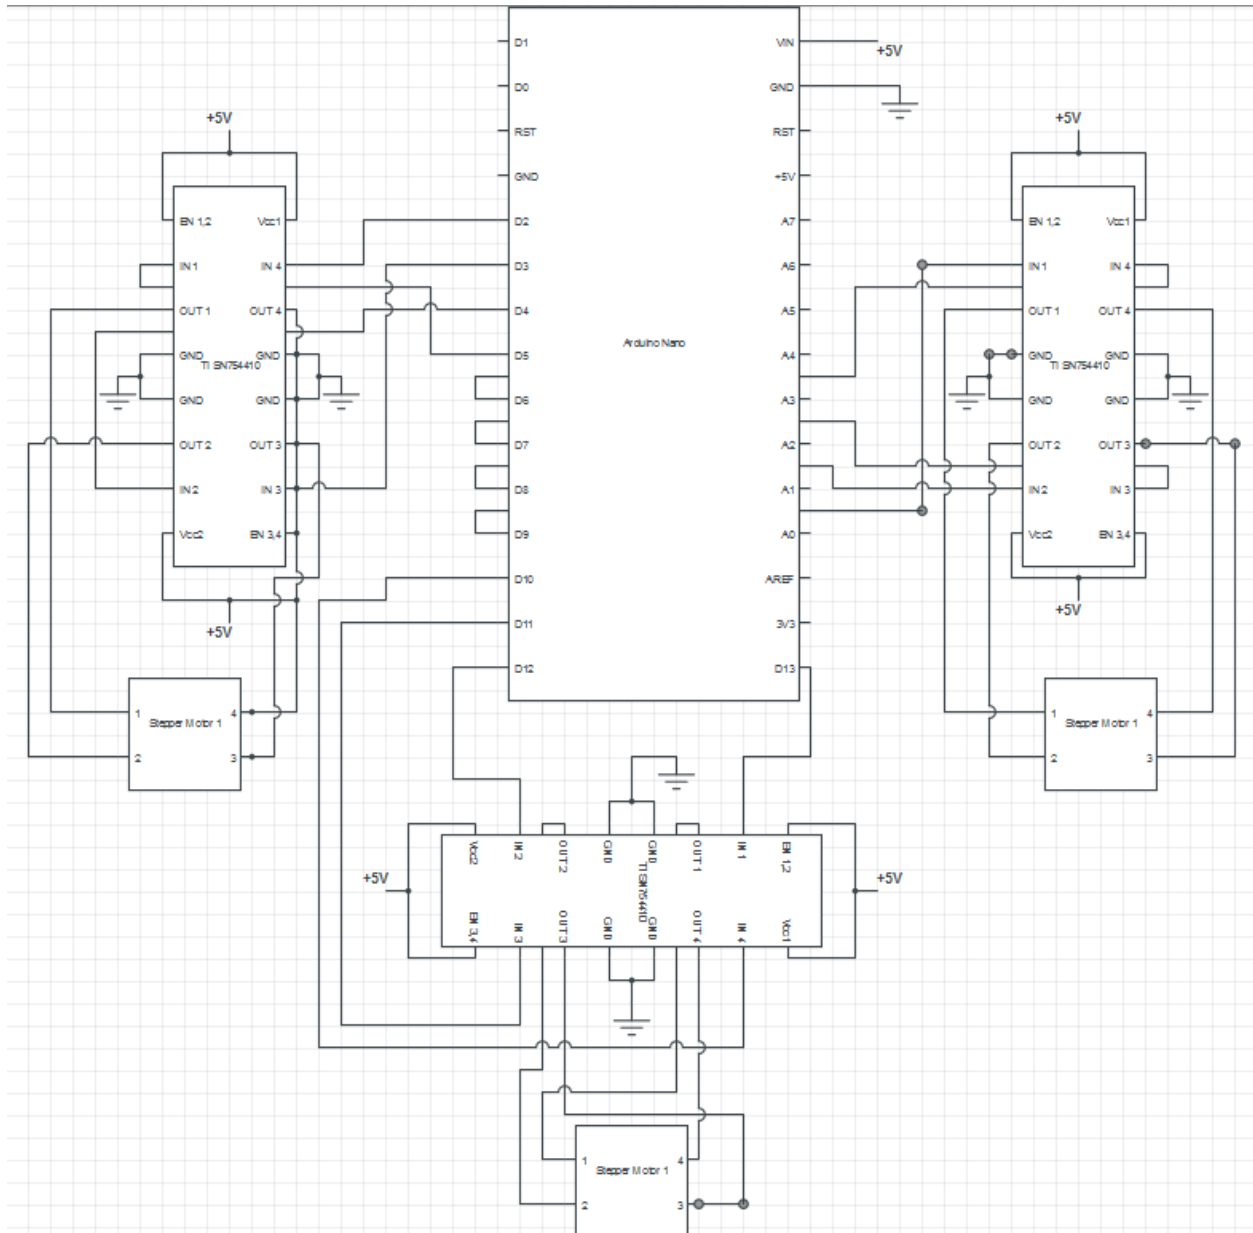 D1
VIN
+5V
D0
GND
RST
RST
GND
+5V
+5V
+5V
EN 1,2
Vcc1
D2
A7
EN 1,2
Vcc1
IN 1
IN 4
D3
A6
IN 1
IN 4
OUT 1
OUT 4
D4
A5
OUT 1
OUT 4
Arduino Nano
GND
GND
D5
A4
GND
GND
TI SN754410
TI SN754410
GND
GND
D6
A3
GND
GND
OUT 2
OUT 3
D7
A2
OUT 2
OUT 3
IN 2
IN 3
D8
A1
IN 2
IN 3
Vcc2
EN 3,4
D9
A0
Vcc2
EN 3,4
D10
AREF
+5V
D11
3V3
+5V
D12
D13
1
4
Stepper Motor 1
2
3
1
4
Stepper Motor 1
2
3
Vcc2
IN 2
OUT 2
GND
GND
OUT 1
IN 1
EN 1,2
+5V
TI SN754410
+5V
EN 3,4
IN 3
OUT 3
GND
GND
OUT 4
IN 4
Vcc1
1
4
Stepper Motor 1
2
3